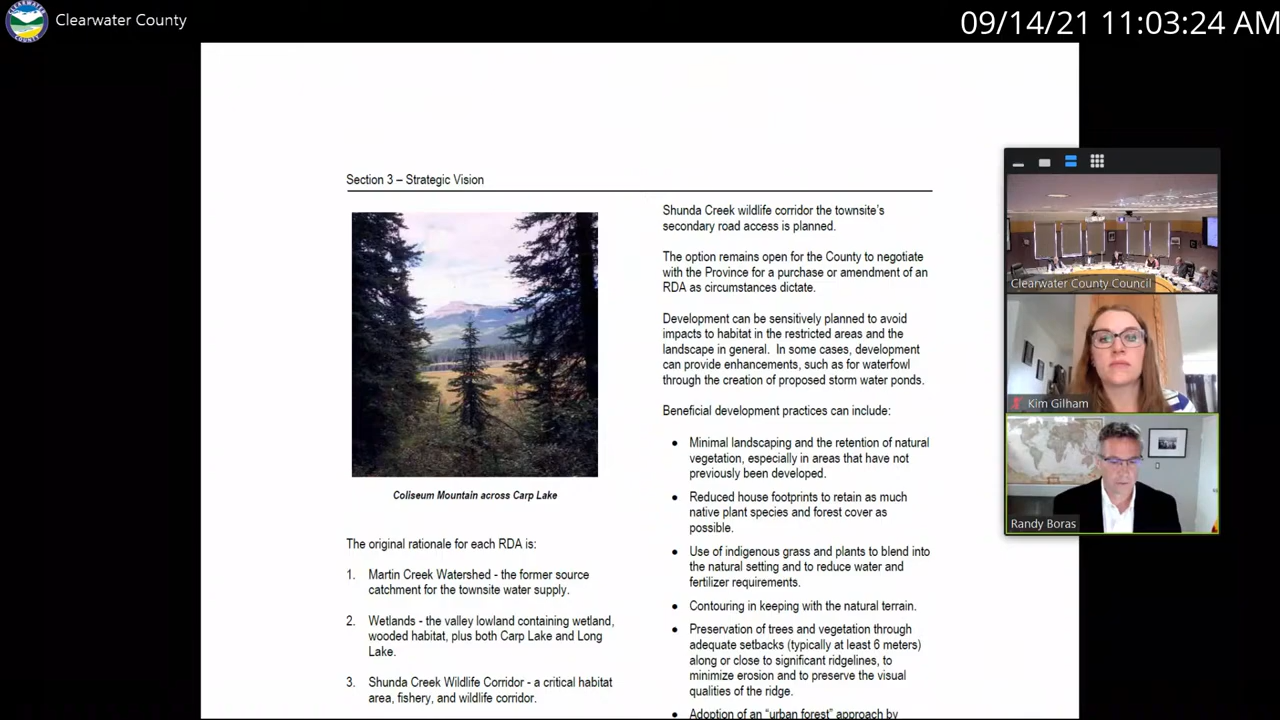 Clearwater County
09/14/21 11:03:24 AM
Section 3 – Strategic Vision
Coliseum Mountain across Carp Lake
The original rationale for each RDA is:
1. Martin Creek Watershed - the former source
catchment for the townsite water supply.
2. Wetlands - the valley lowland containing wetland,
wooded habitat, plus both Carp Lake and Long
Lake.
3. Shunda Creek Wildlife Corridor - a critical habitat
area, fishery, and wildlife corridor.
Shunda Creek wildlife corridor the townsite's
secondary road access is planned.
The option remains open for the County to negotiate
with the Province for a purchase or amendment of an
RDA as circumstances dictate.
Development can be sensitively planned to avoid
impacts to habitat in the restricted areas and the
landscape in general. In some cases, development
can provide enhancements, such as for waterfowl
through the creation of proposed storm water ponds.
Beneficial development practices can include:
• Minimal landscaping and the retention of natural
vegetation, especially in areas that have not
previously been developed.
• Reduced house footprints to retain as much
native plant species and forest cover as
possible.
• Use of indigenous grass and plants to blend into
the natural setting and to reduce water and
fertilizer requirements.
• Contouring in keeping with the natural terrain.
• Preservation of trees and vegetation through
adequate setbacks (typically at least 6 meters)
along or close to significant ridgelines, to
minimize erosion and to preserve the visual
qualities of the ridge.
• Adoption of an "urban forest" approach by
Clearwater County Council
Kim Gilham
Randy Boras